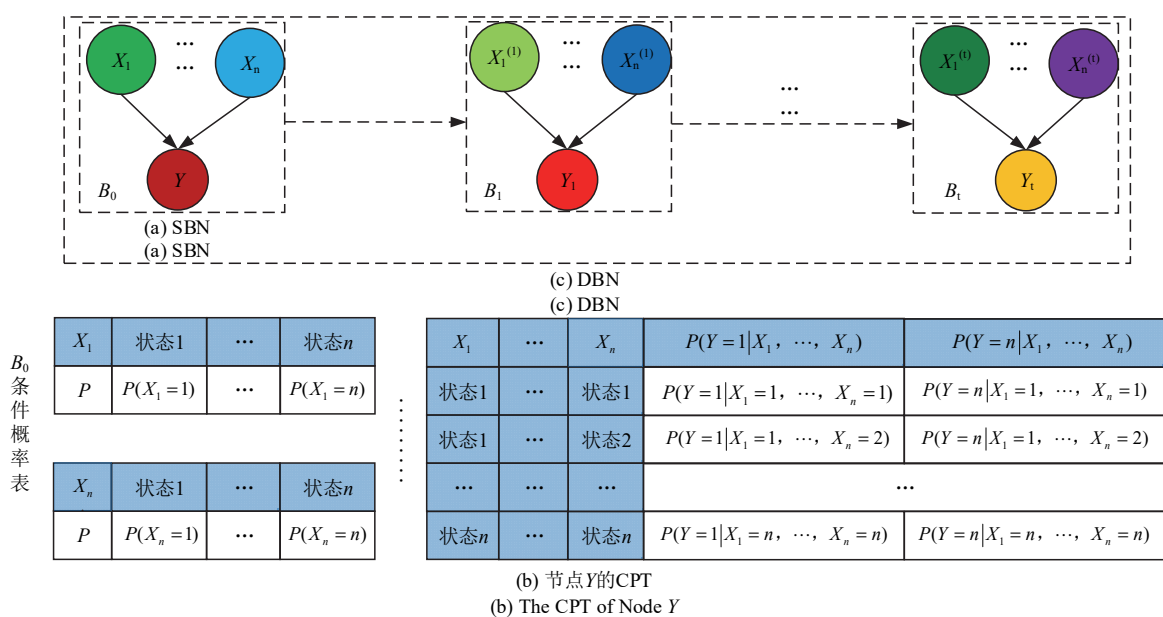 X₁ ... ... Xₙ X₁⁽¹⁾ ... ... Xₙ⁽¹⁾ ... ... X₁⁽ᵗ⁾ ... ... Xₙ⁽ᵗ⁾
B₀ Y B₁ Y₁ Bₜ Yₜ
(a) SBN
(a) SBN
(c) DBN
(c) DBN
B₀条件概率表
X₁ 状态1 ... 状态n
P P(X₁=1) ... P(X₁=n)
Xₙ 状态1 ... 状态n
P P(Xₙ=1) ... P(Xₙ=n)
X₁ ... Xₙ P(Y=1|X₁,⋯,Xₙ) P(Y=n|X₁,⋯,Xₙ)
状态1 ... 状态1 P(Y=1|X₁=1,⋯,Xₙ=1) P(Y=n|X₁=1,⋯,Xₙ=1)
状态1 ... 状态2 P(Y=1|X₁=1,⋯,Xₙ=2) P(Y=n|X₁=1,⋯,Xₙ=2)
... ... ... ...
状态n ... 状态n P(Y=1|X₁=n,⋯,Xₙ=n) P(Y=n|X₁=n,⋯,Xₙ=n)
(b) 节点Y的CPT
(b) The CPT of Node Y